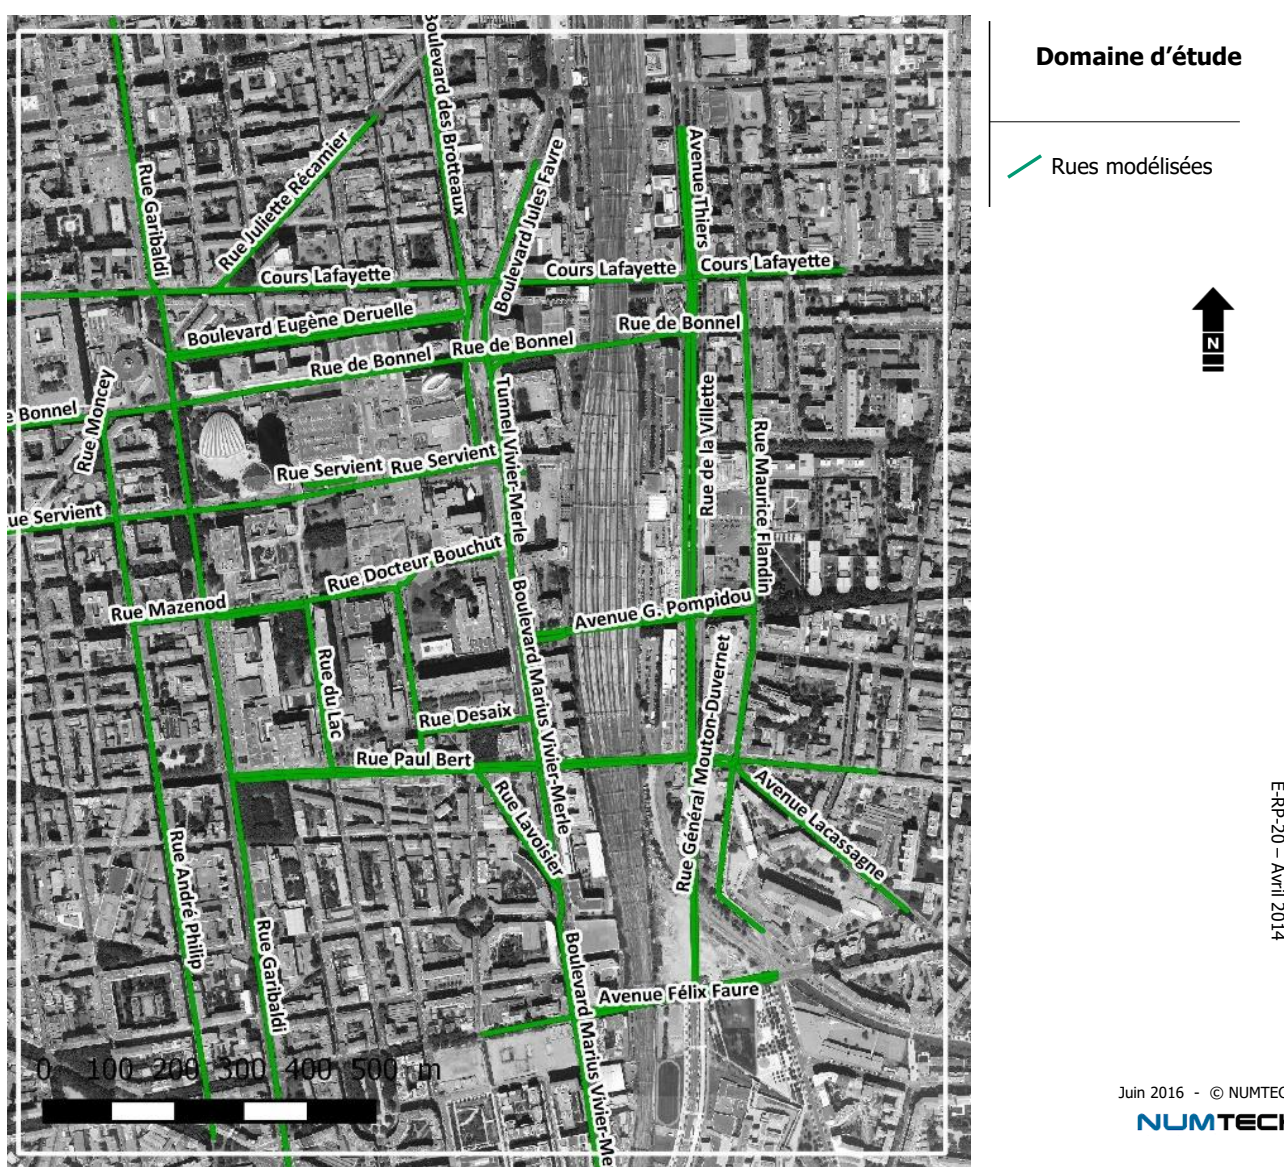 Domaine d’étude
Rues modélisées
N
E-RP-20 – Avril 2014
Juin 2016 - © NUMTEC
NUMTECH
Boulevard des Brotteaux
Rue Garibaldi
Rue Juliette Récamier
Boulevard Jules Favre
Avenue Thiers
Cours Lafayette
Cours Lafayette
Cours Lafayette
Boulevard Eugène Deruelle
Rue de Bonnel
Rue de Bonnel
Rue de Bonnel
e Bonnel
Rue Moncey
Tunnel Vivier-Merle
Rue de la Villette
Rue Maurice Flandin
Rue Servient
Rue Servient
ue Servient
Rue Docteur Bouchut
Rue Mazenod
Avenue G. Pompidou
Boulevard Marius Vivier-Merle
Rue du Lac
Rue Desaix
Rue Général Mouton-Duvernet
Rue Paul Bert
Rue Lavoisier
Avenue Lacassagne
Rue André Philip
Rue Garibaldi
Boulevard Marius Vivier-Me
Avenue Félix Faure
0 100 200 300 400 500 m